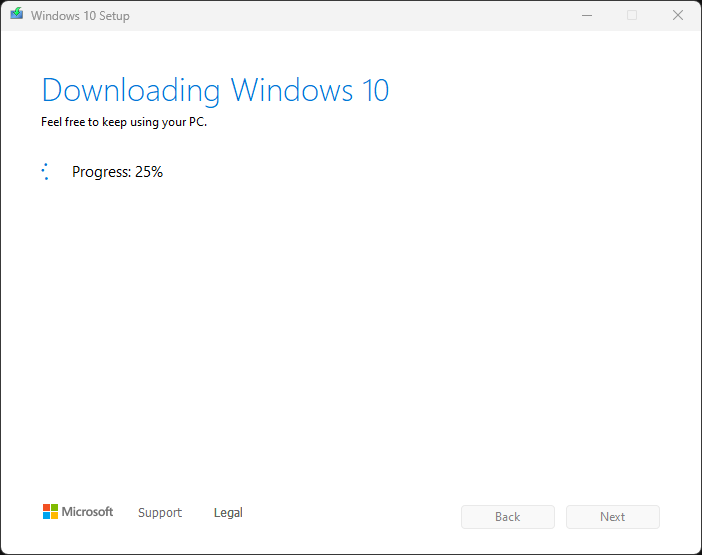 Windows 10 Setup
Downloading Windows 10
Feel free to keep using your PC.
Progress: 25%
Microsoft Support Legal
Back Next